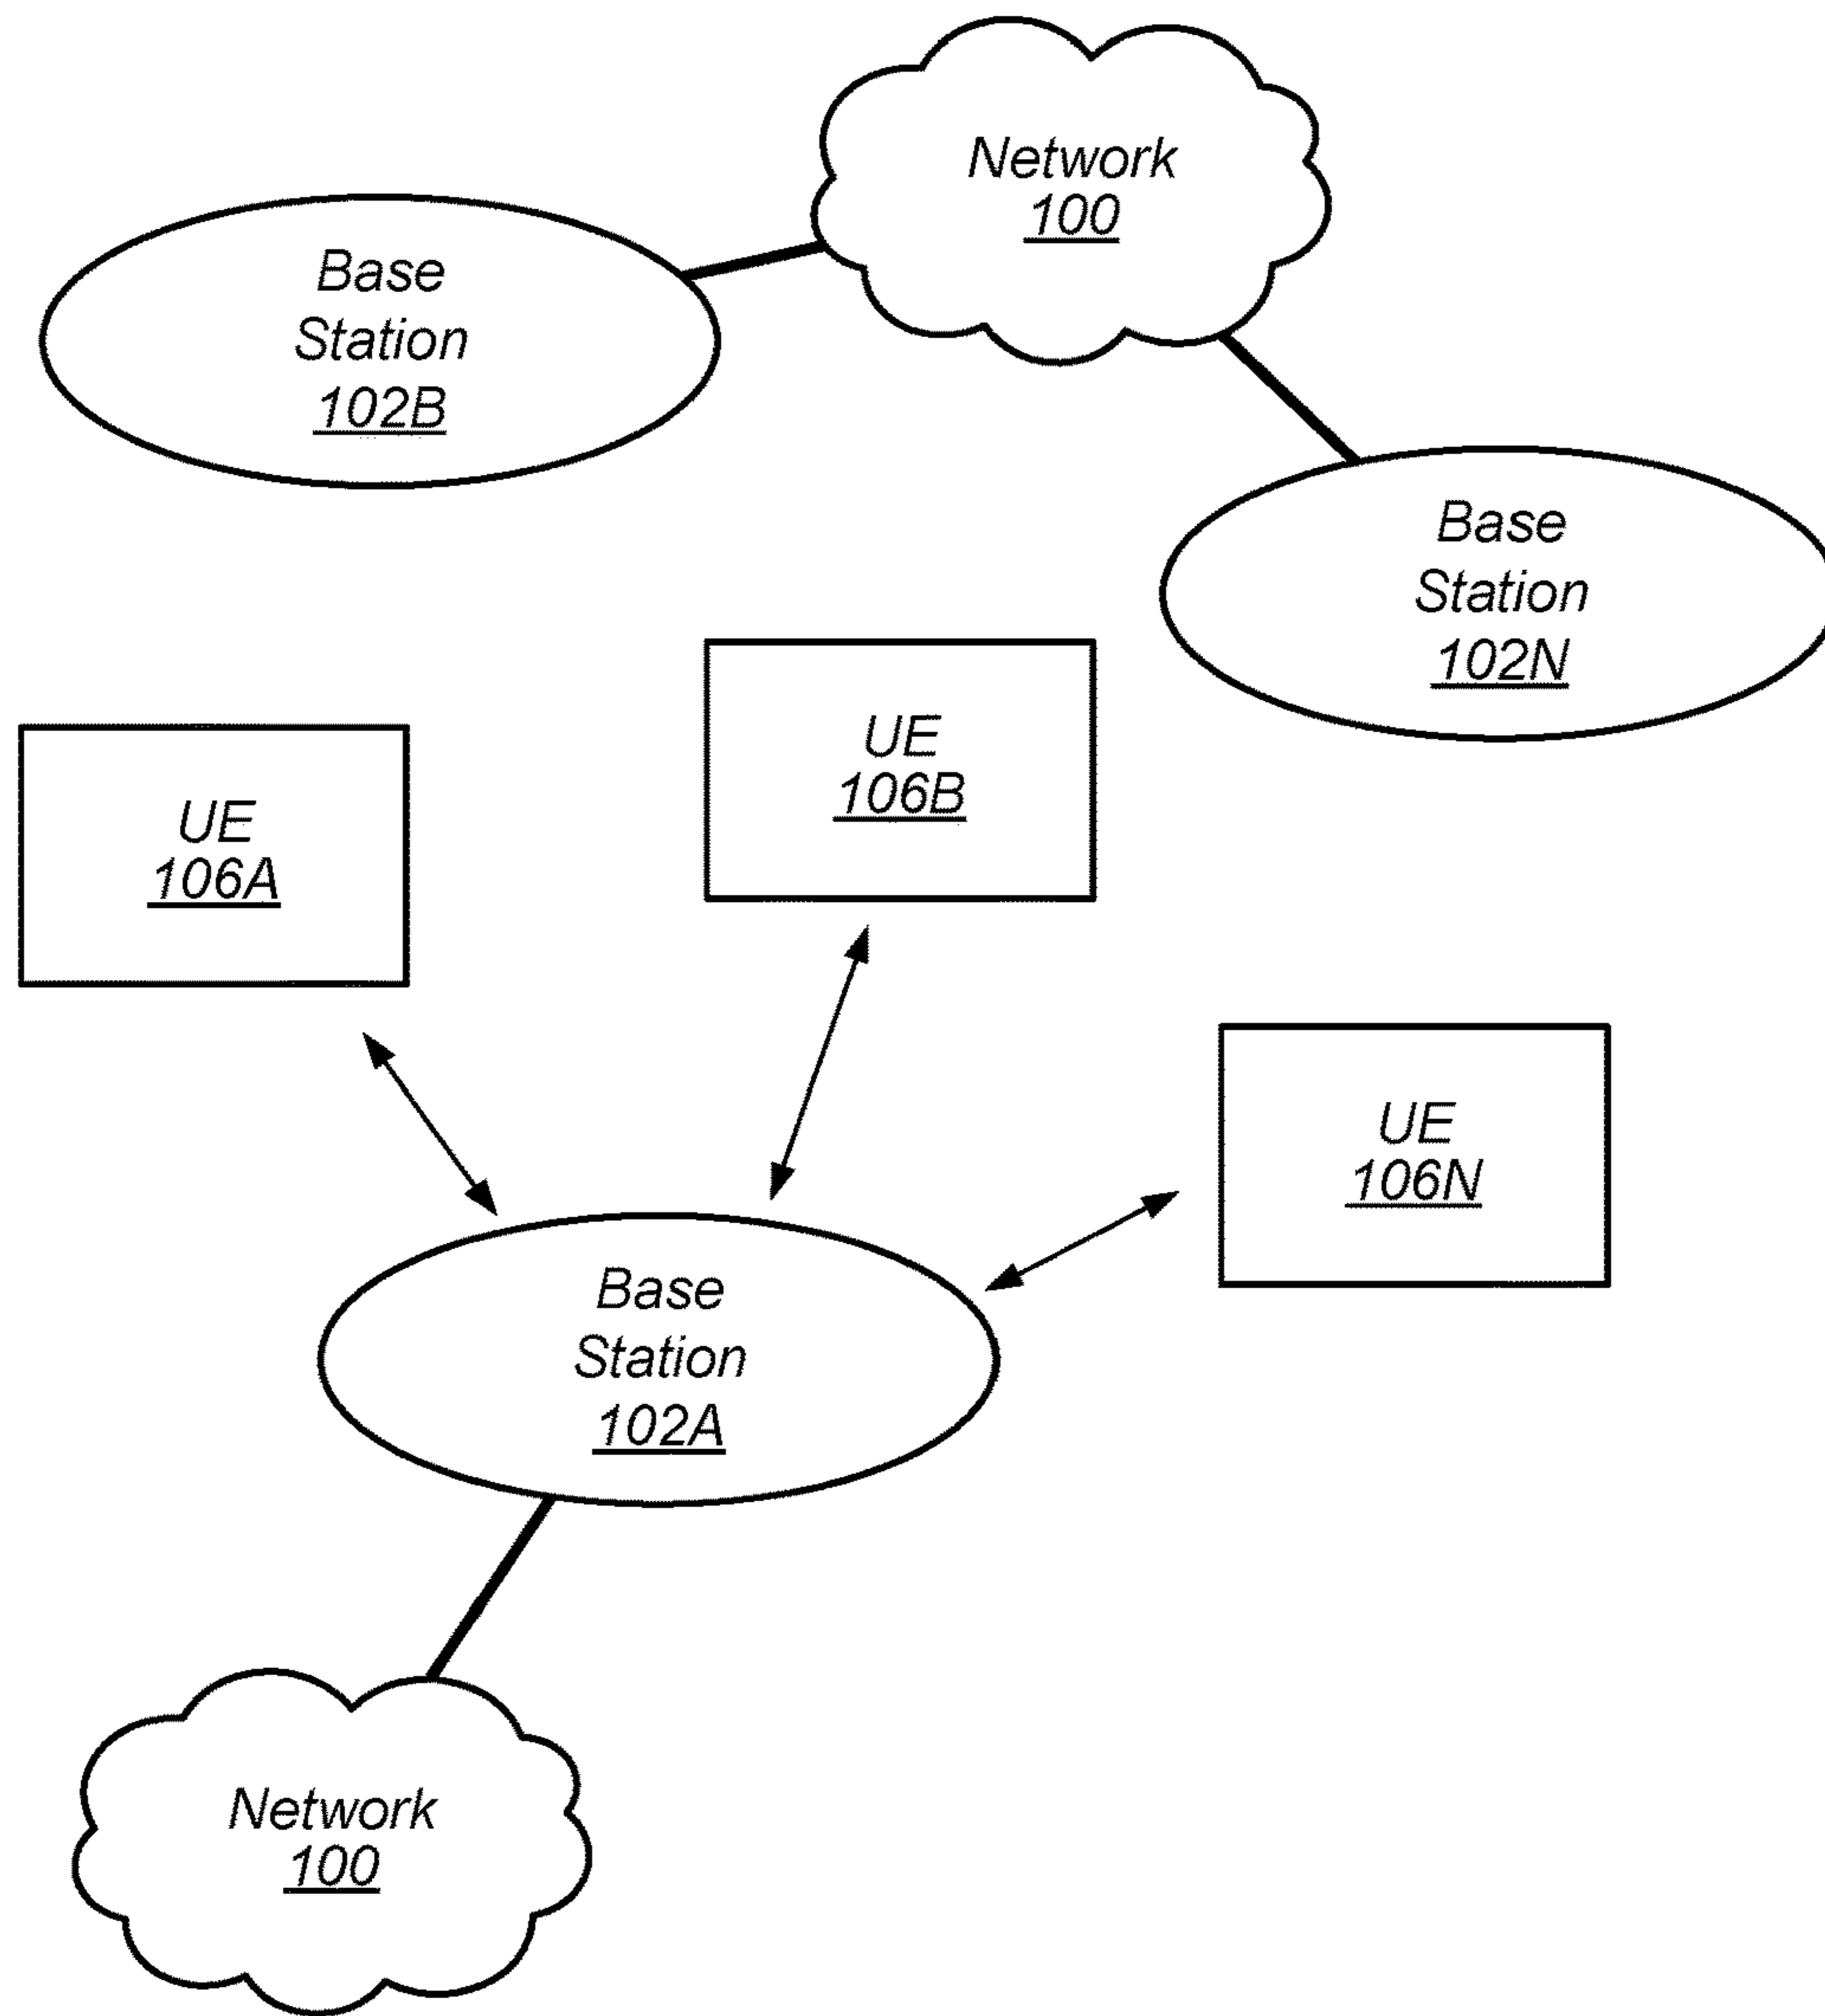 Network
100
Base
Station
102B
Base
Station
102N
UE
106B
UE
106A
UE
106N
Base
Station
102A
Network
100